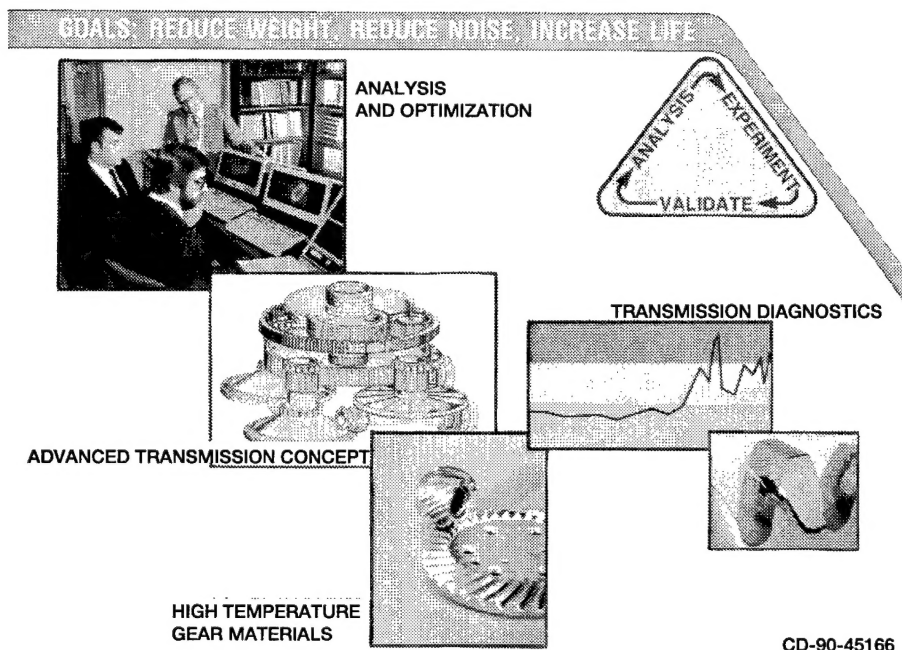 GOALS: REDUCE WEIGHT, REDUCE NOISE, INCREASE LIFE
ANALYSIS
AND OPTIMIZATION
ANALYSIS
EXPERIMENT
VALIDATE
TRANSMISSION DIAGNOSTICS
ADVANCED TRANSMISSION CONCEPT
HIGH TEMPERATURE
GEAR MATERIALS
CD-90-45166